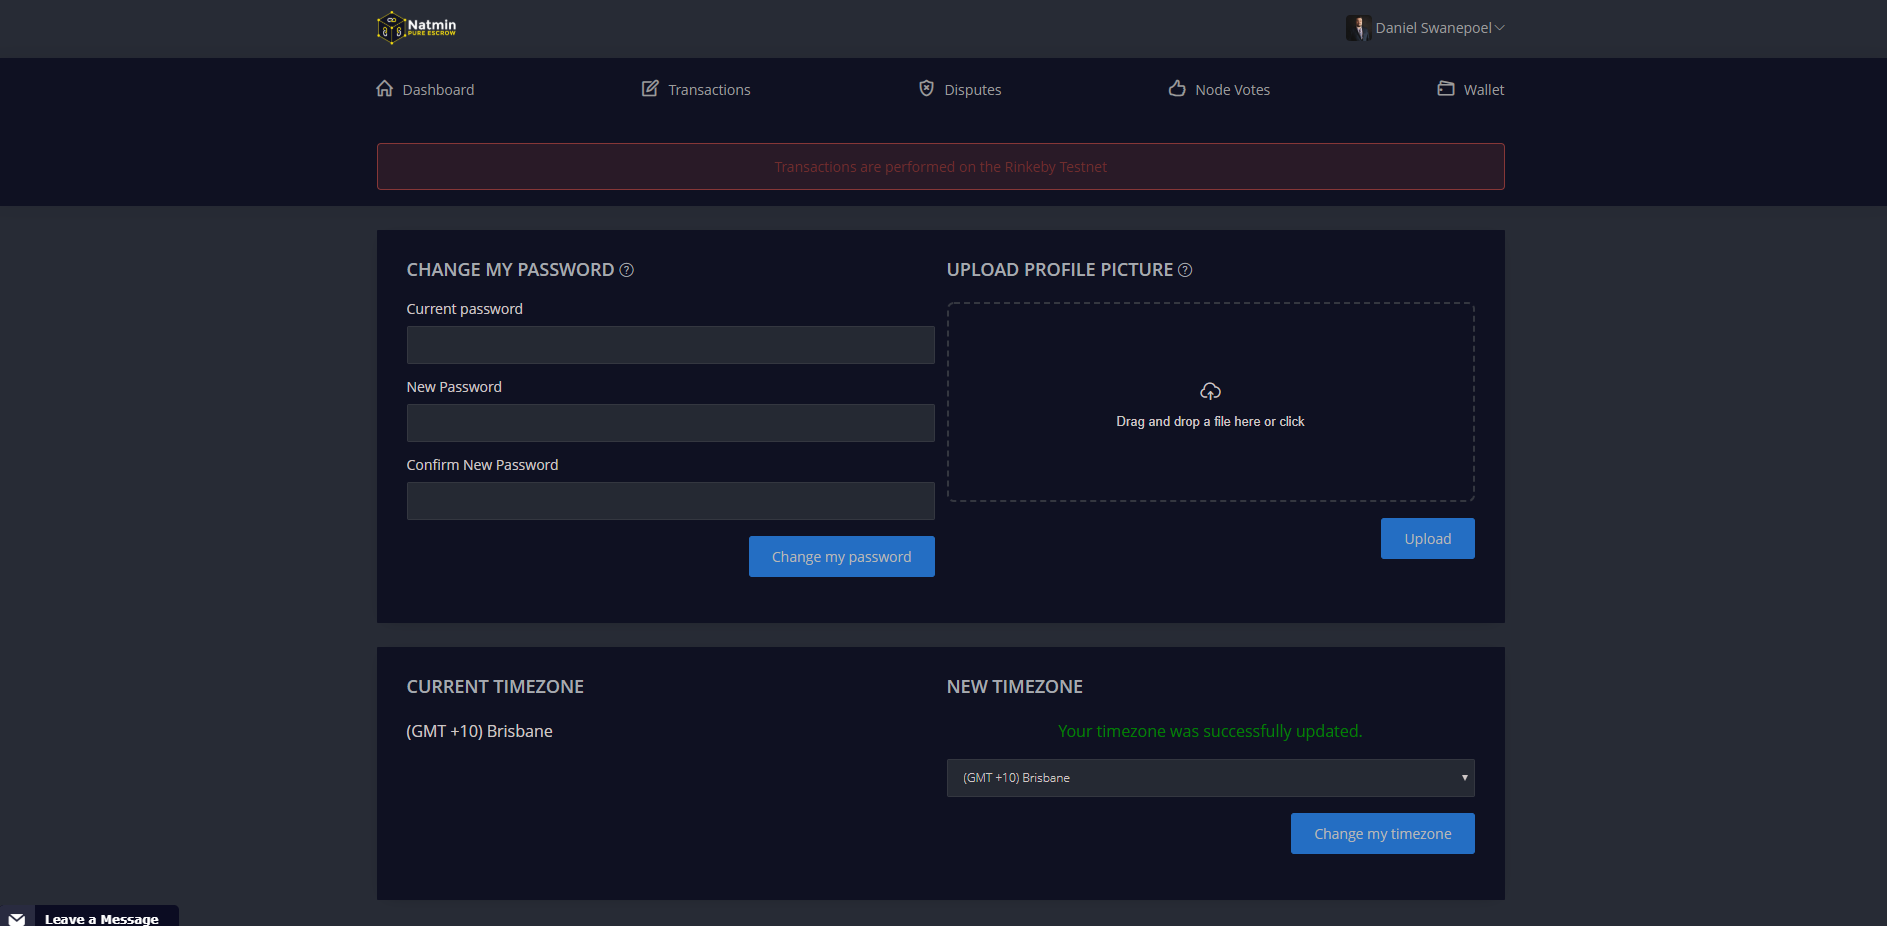 Natmin
PURE ESCROW
Daniel Swanepoel
Dashboard
Transactions
Disputes
Node Votes
Wallet
Transactions are performed on the Rinkeby Testnet
CHANGE MY PASSWORD ?
Current password
New Password
Confirm New Password
Change my password
UPLOAD PROFILE PICTURE ?
Drag and drop a file here or click
Upload
CURRENT TIMEZONE
(GMT +10) Brisbane
NEW TIMEZONE
Your timezone was successfully updated.
(GMT +10) Brisbane
Change my timezone
Leave a Message